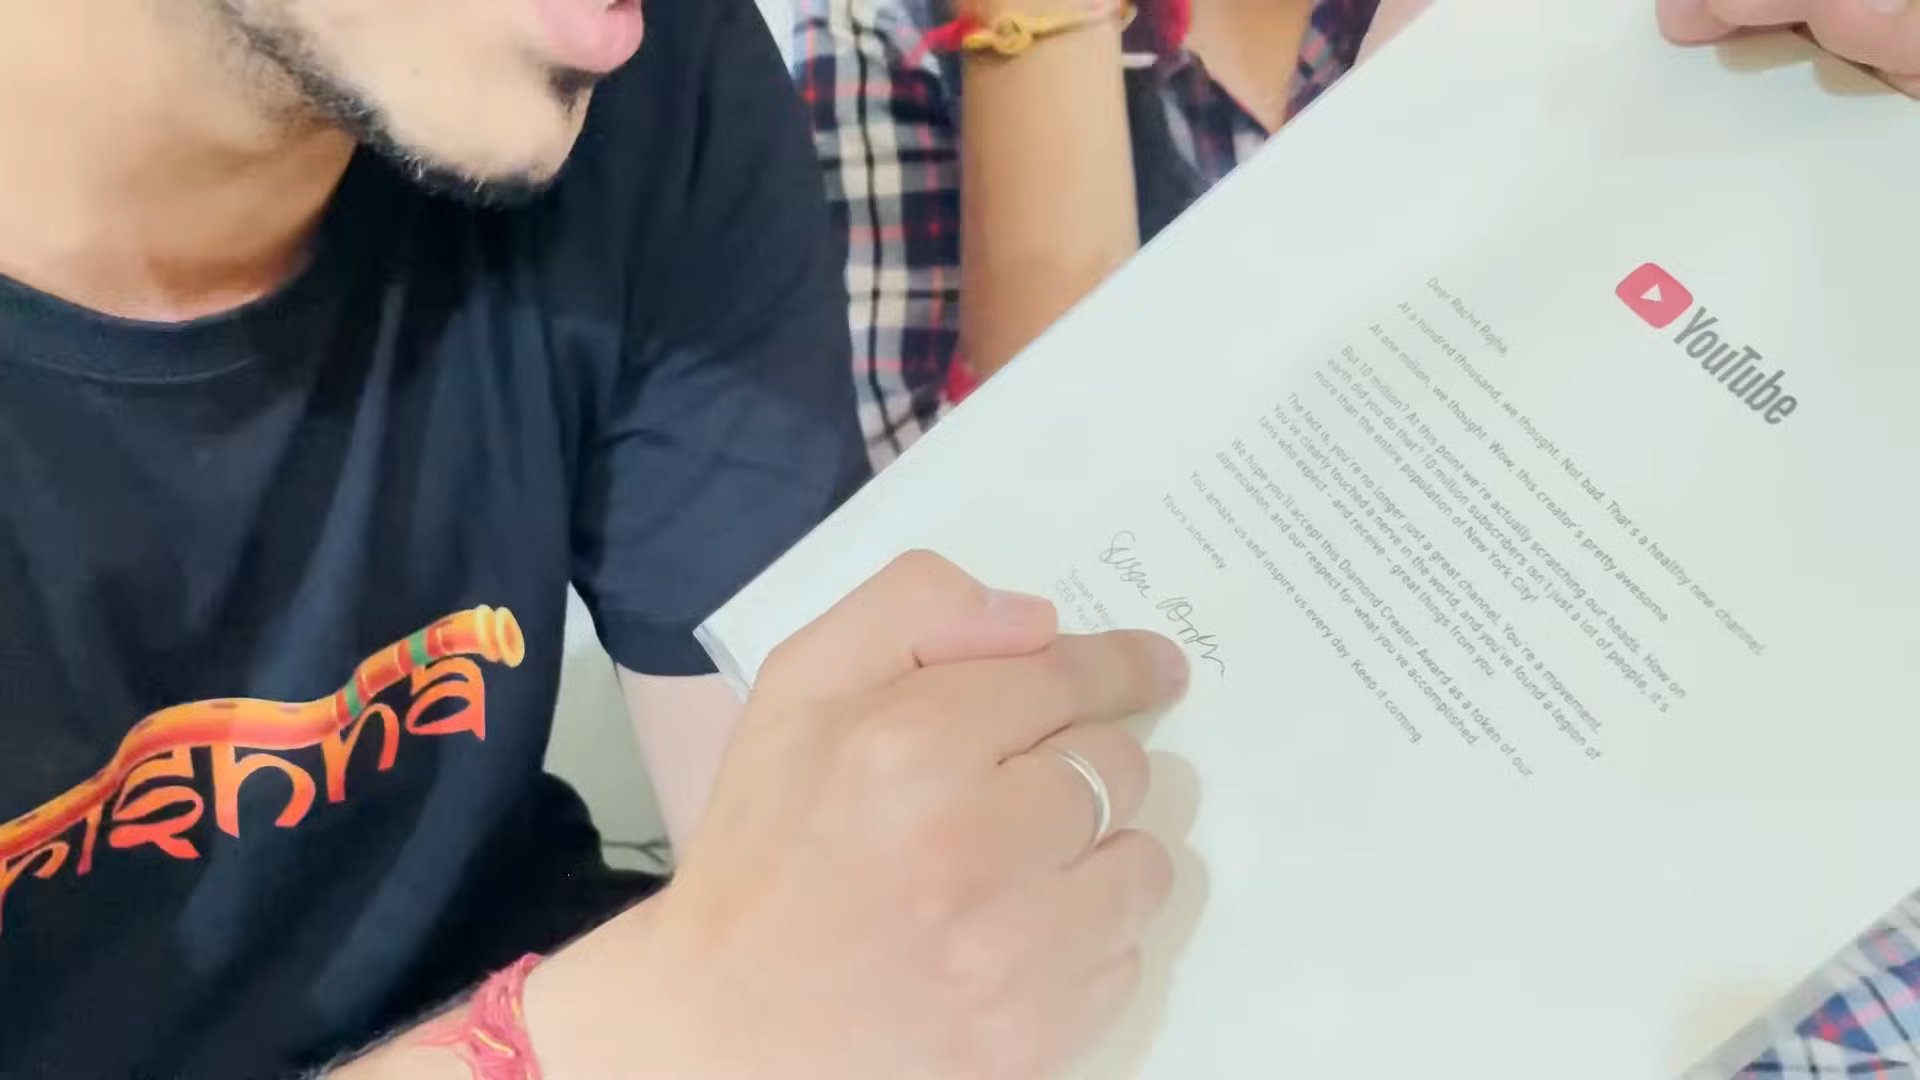 YouTube
Dear Rachit Rojha,
At a hundred thousand, we thought. Not bad. That's a healthy new channel.
At one million, we thought. Wow, this creator's pretty awesome.
But 10 million? At this point we're actually scratching our heads. How on
earth did you do that? 10 million subscribers isn't just a lot of people, it's
more than the entire population of New York City!
The fact is, you're no longer just a great channel. You're a movement.
You've clearly touched a nerve in the world, and you've found a legion of
fans who expect - and receive - great things from you.
We hope you'll accept this Diamond Creator Award as a token of our
appreciation, and our respect for what you've accomplished.
You amaze us and inspire us every day. Keep it coming.
Yours sincerely,
Susan
CEO,
rishna